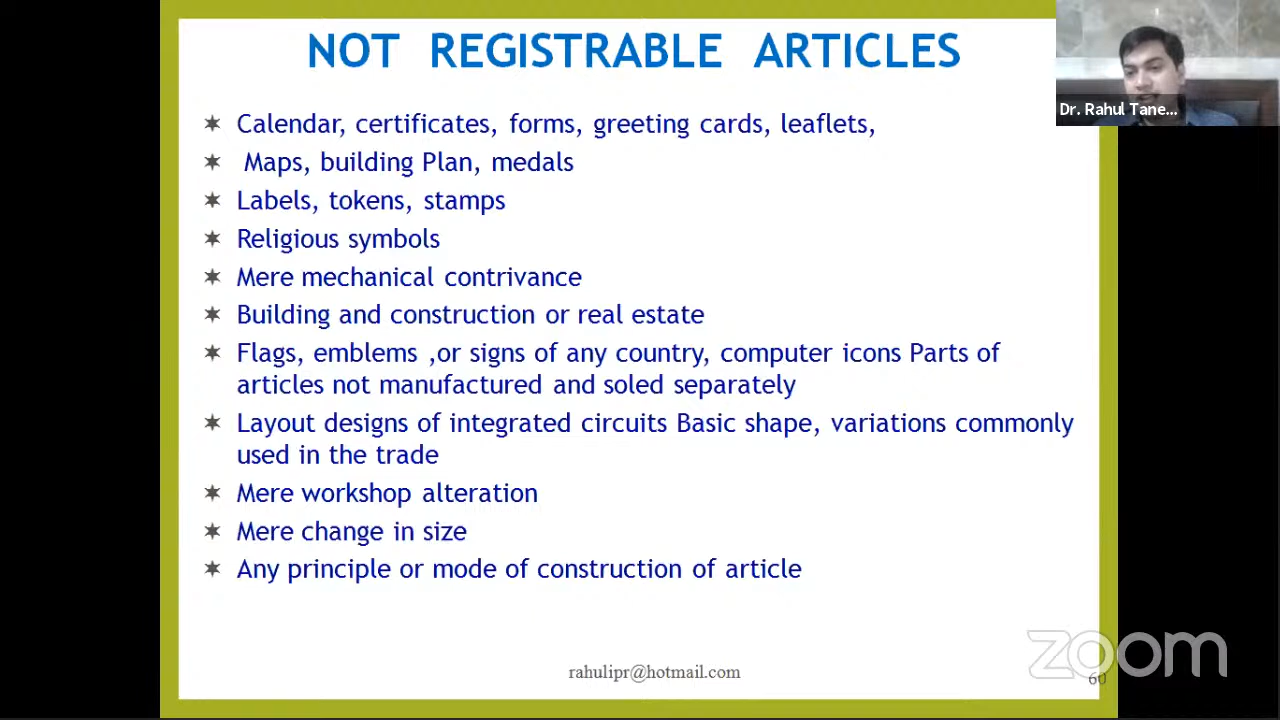 NOT REGISTRABLE ARTICLES
Dr. Rahul Tane...
✶ Calendar, certificates, forms, greeting cards, leaflets,
✶ Maps, building Plan, medals
✶ Labels, tokens, stamps
✶ Religious symbols
✶ Mere mechanical contrivance
✶ Building and construction or real estate
✶ Flags, emblems ,or signs of any country, computer icons Parts of
articles not manufactured and soled separately
✶ Layout designs of integrated circuits Basic shape, variations commonly
used in the trade
✶ Mere workshop alteration
✶ Mere change in size
✶ Any principle or mode of construction of article
zoom
rahulipr@hotmail.com
60